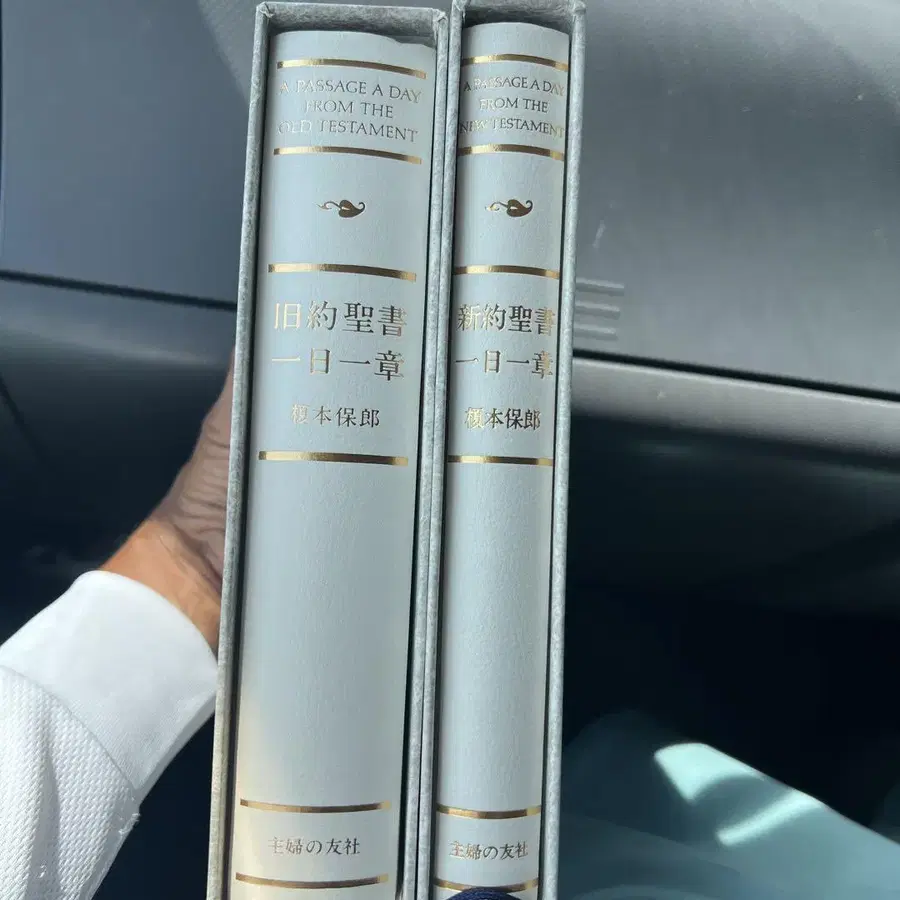 A PASSAGE A DAY
FROM THE
OLD TESTAMENT
旧約聖書
一日一章
榎本保郎
主婦の友社
A PASSAGE A DAY
FROM THE
NEW TESTAMENT
新約聖書
一日一章
榎本保郎
主婦の友社